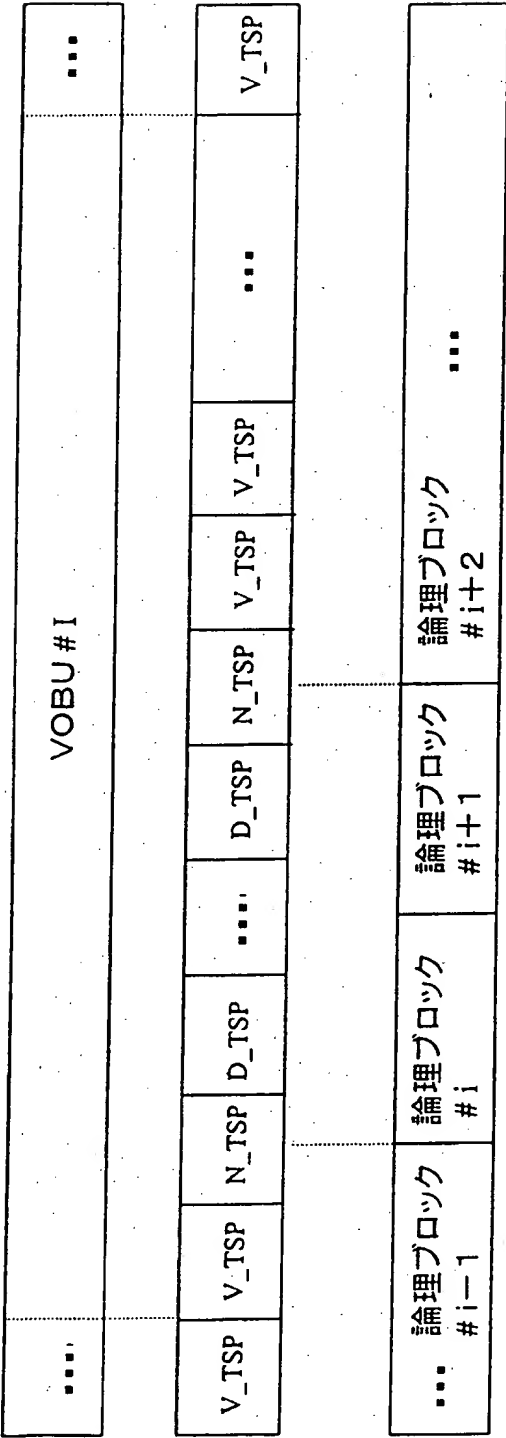 ... VOBU#I ...
V_TSP V_TSP N_TSP D_TSP ... D_TSP N_TSP V_TSP V_TSP ... V_TSP
... 論理ブロック #i−1
論理ブロック #i
論理ブロック #i+1
論理ブロック #i+2 ...